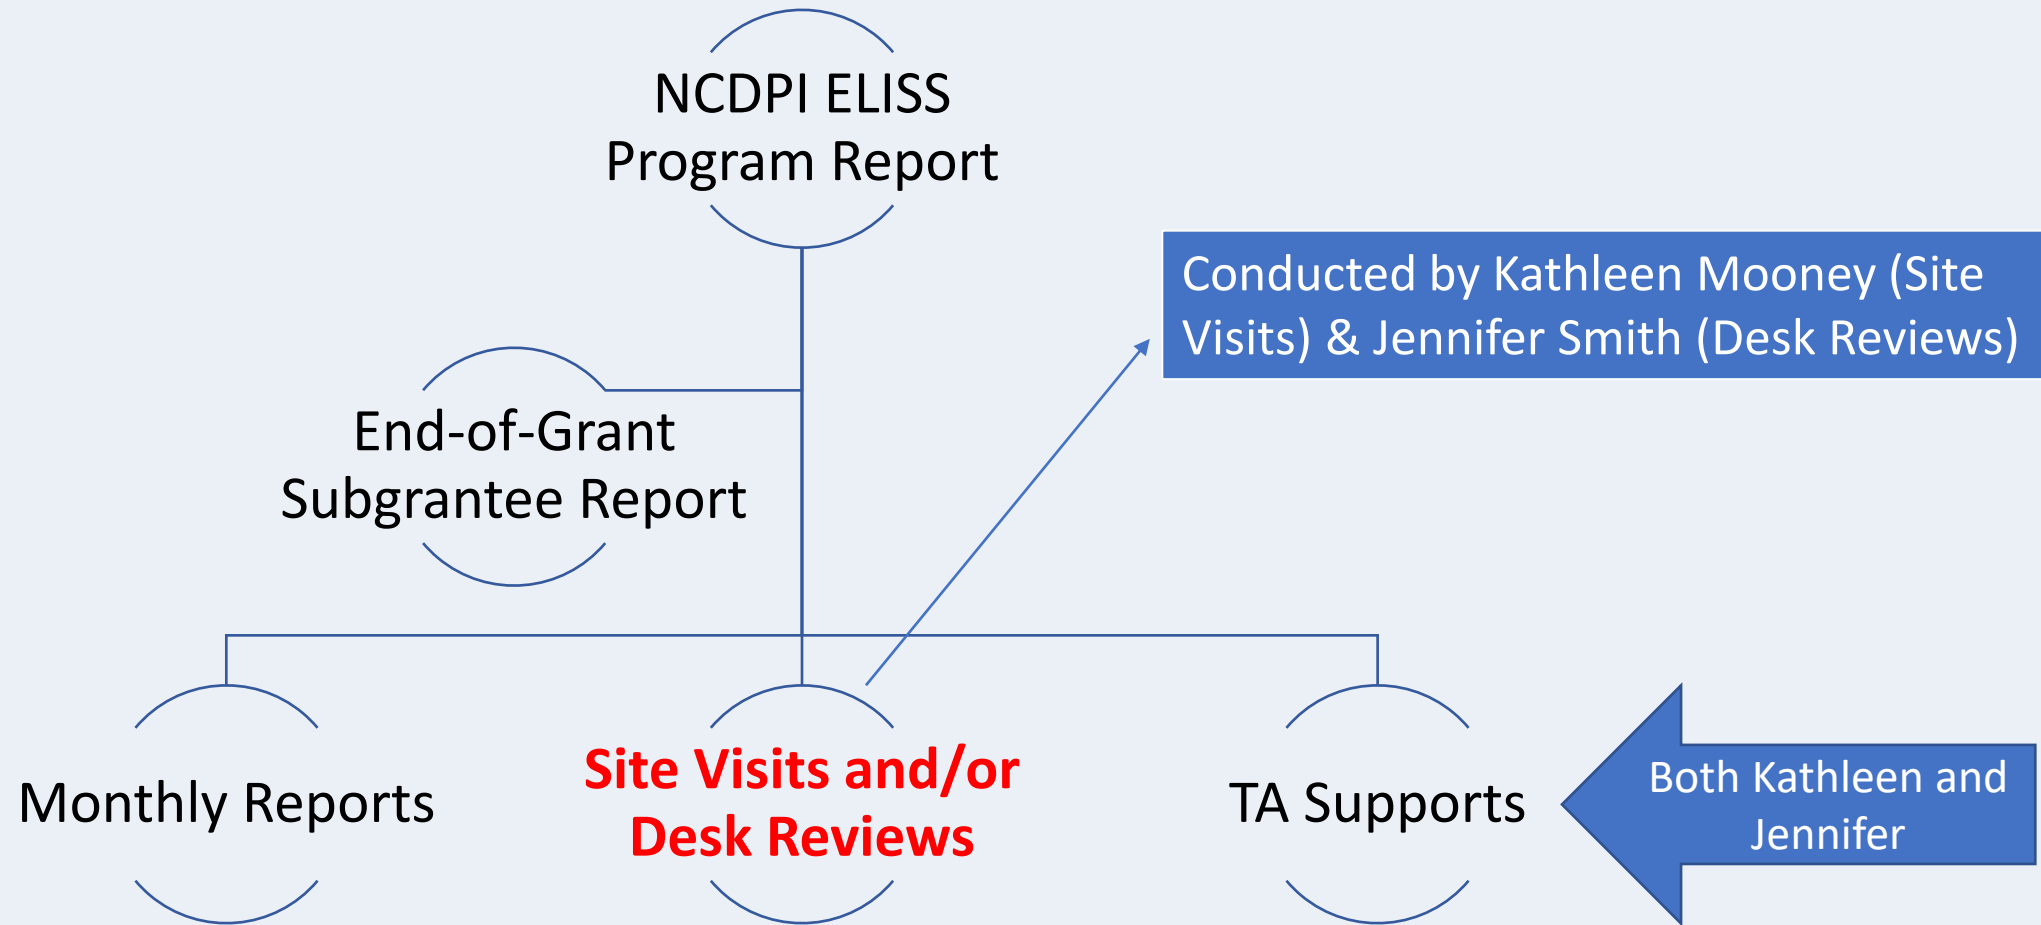 NCDPI ELISS
Program Report
Conducted by Kathleen Mooney (Site
Visits) & Jennifer Smith (Desk Reviews)
End-of-Grant
Subgrantee Report
Monthly Reports
Site Visits and/or
Desk Reviews
TA Supports
Both Kathleen and
Jennifer